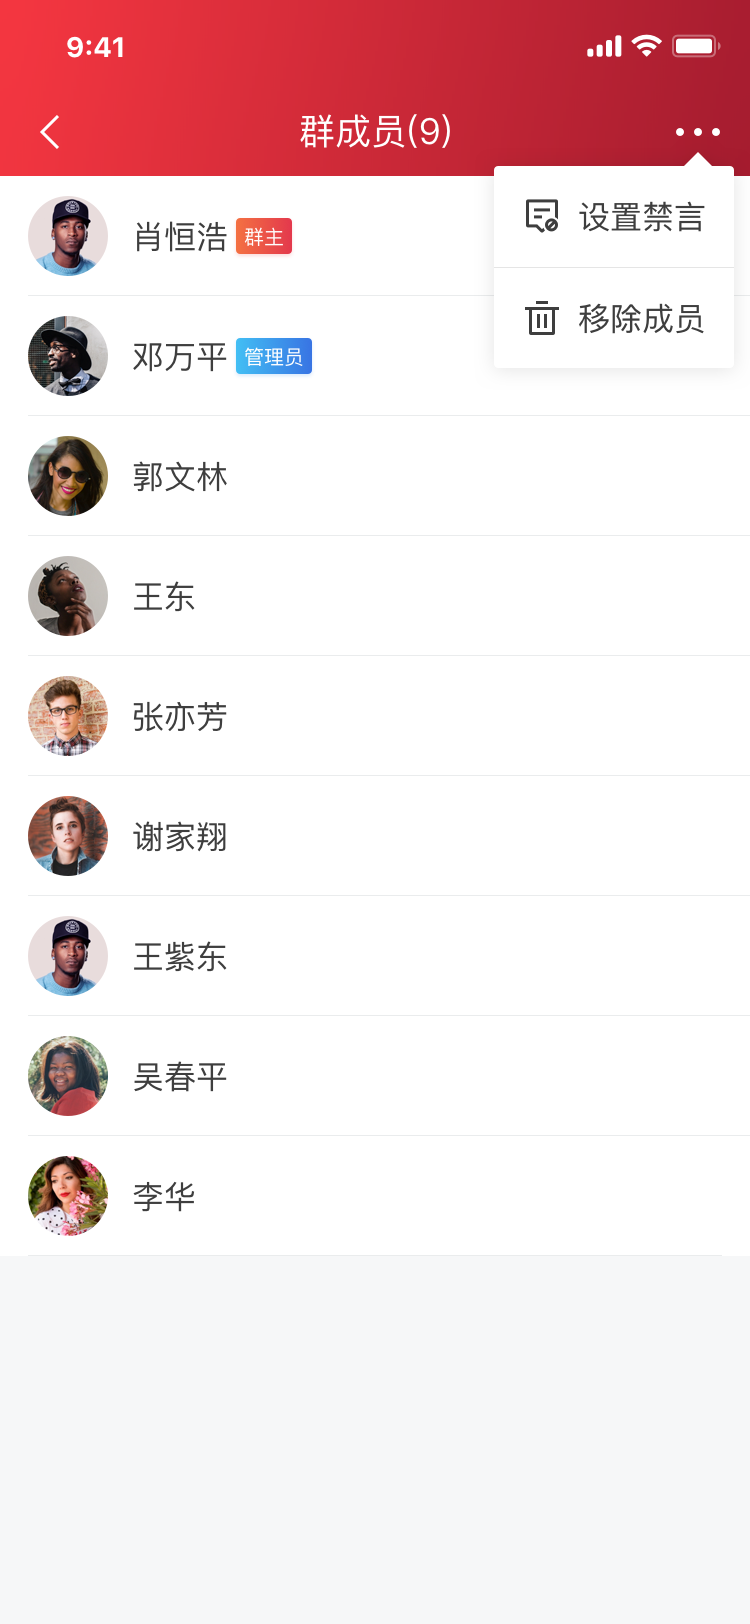 9:41
群成员(9)
肖恒浩 群主
设置禁言
移除成员
邓万平 管理员
郭文林
王东
张亦芳
谢家翔
王紫东
吴春平
李华